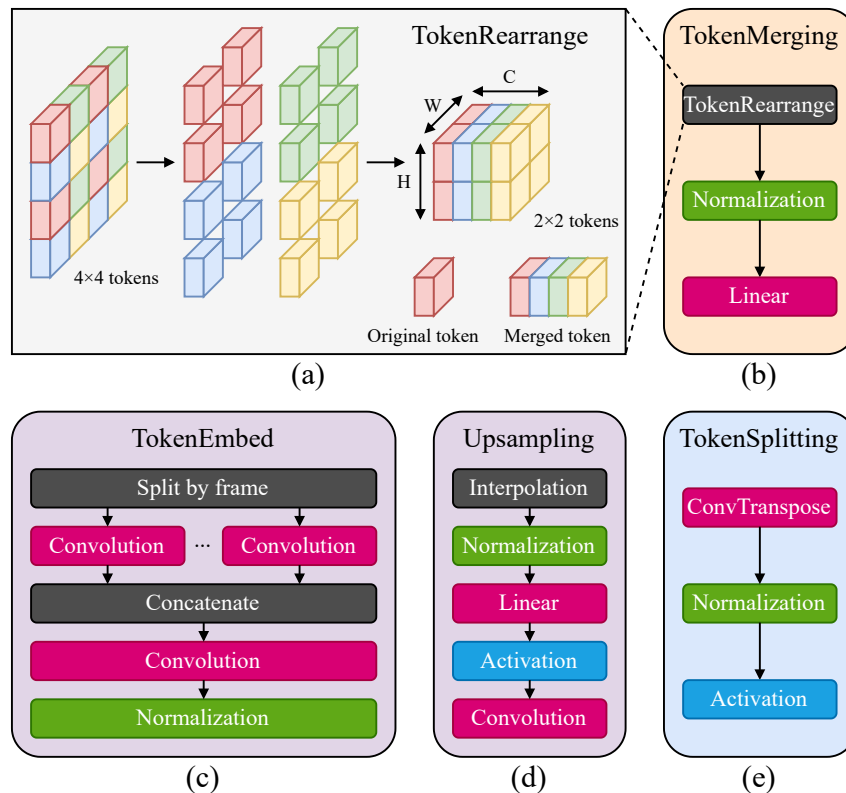 TokenRearrange
C
W
H
4×4 tokens
2×2 tokens
Original token
Merged token
(a)
TokenMerging
TokenRearrange
Normalization
Linear
(b)
TokenEmbed
Split by frame
Convolution ... Convolution
Concatenate
Convolution
Normalization
(c)
Upsampling
Interpolation
Normalization
Linear
Activation
Convolution
(d)
TokenSplitting
ConvTranspose
Normalization
Activation
(e)